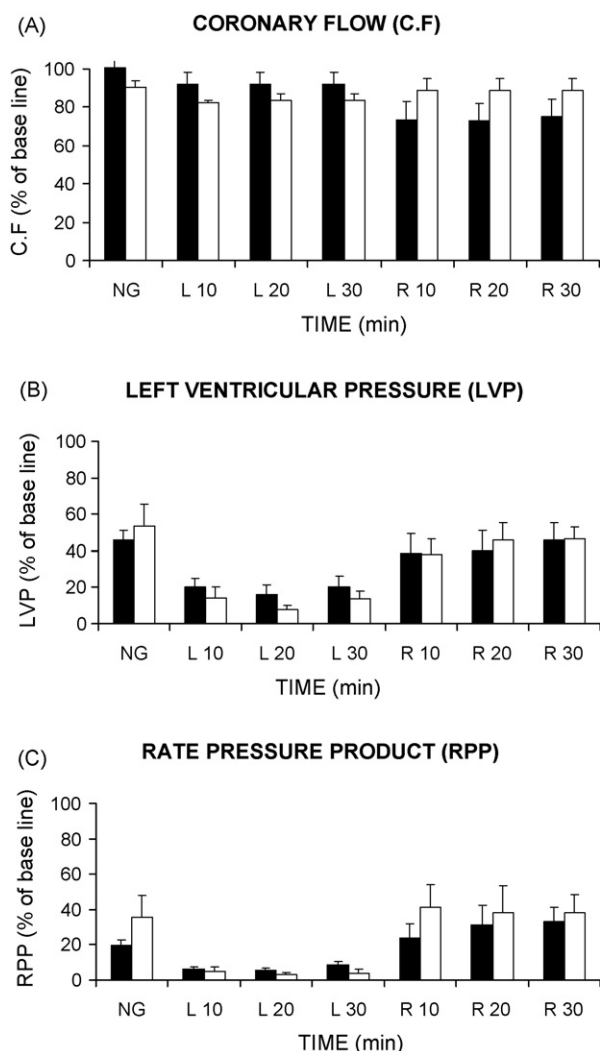 (A) CORONARY FLOW (C.F)
C.F (% of base line)
100
80
60
40
20
0
NG L 10 L 20 L 30 R 10 R 20 R 30
TIME (min)
(B) LEFT VENTRICULAR PRESSURE (LVP)
LVP (% of base line)
100
80
60
40
20
0
NG L 10 L 20 L 30 R 10 R 20 R 30
TIME (min)
(C) RATE PRESSURE PRODUCT (RPP)
RPP (% of base line)
100
80
60
40
20
0
NG L 10 L 20 L 30 R 10 R 20 R 30
TIME (min)